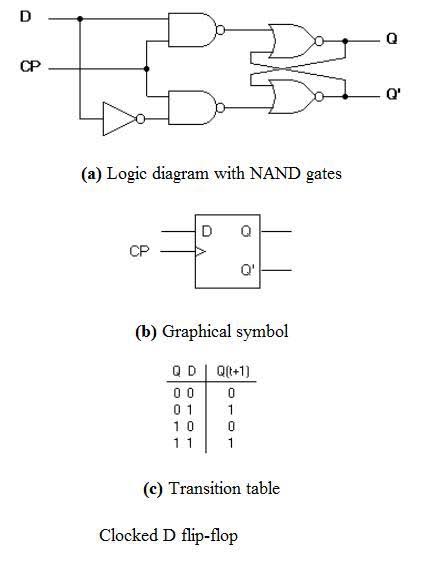 D
Q
CP
Q'
(a) Logic diagram with NAND gates
D Q
CP
Q'
(b) Graphical symbol
Q D Q(t+1)
0 0 0
0 1 1
1 0 0
1 1 1
(c) Transition table
Clocked D flip-flop